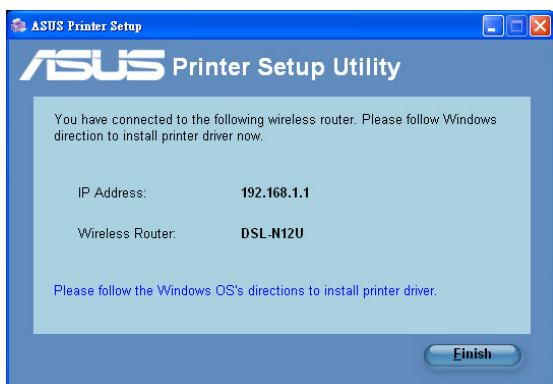 ASUS Printer Setup
ASUS Printer Setup Utility
You have connected to the following wireless router. Please follow Windows
direction to install printer driver now.
IP Address: 192.168.1.1
Wireless Router: DSL-N12U
Please follow the Windows OS's directions to install printer driver.
Finish